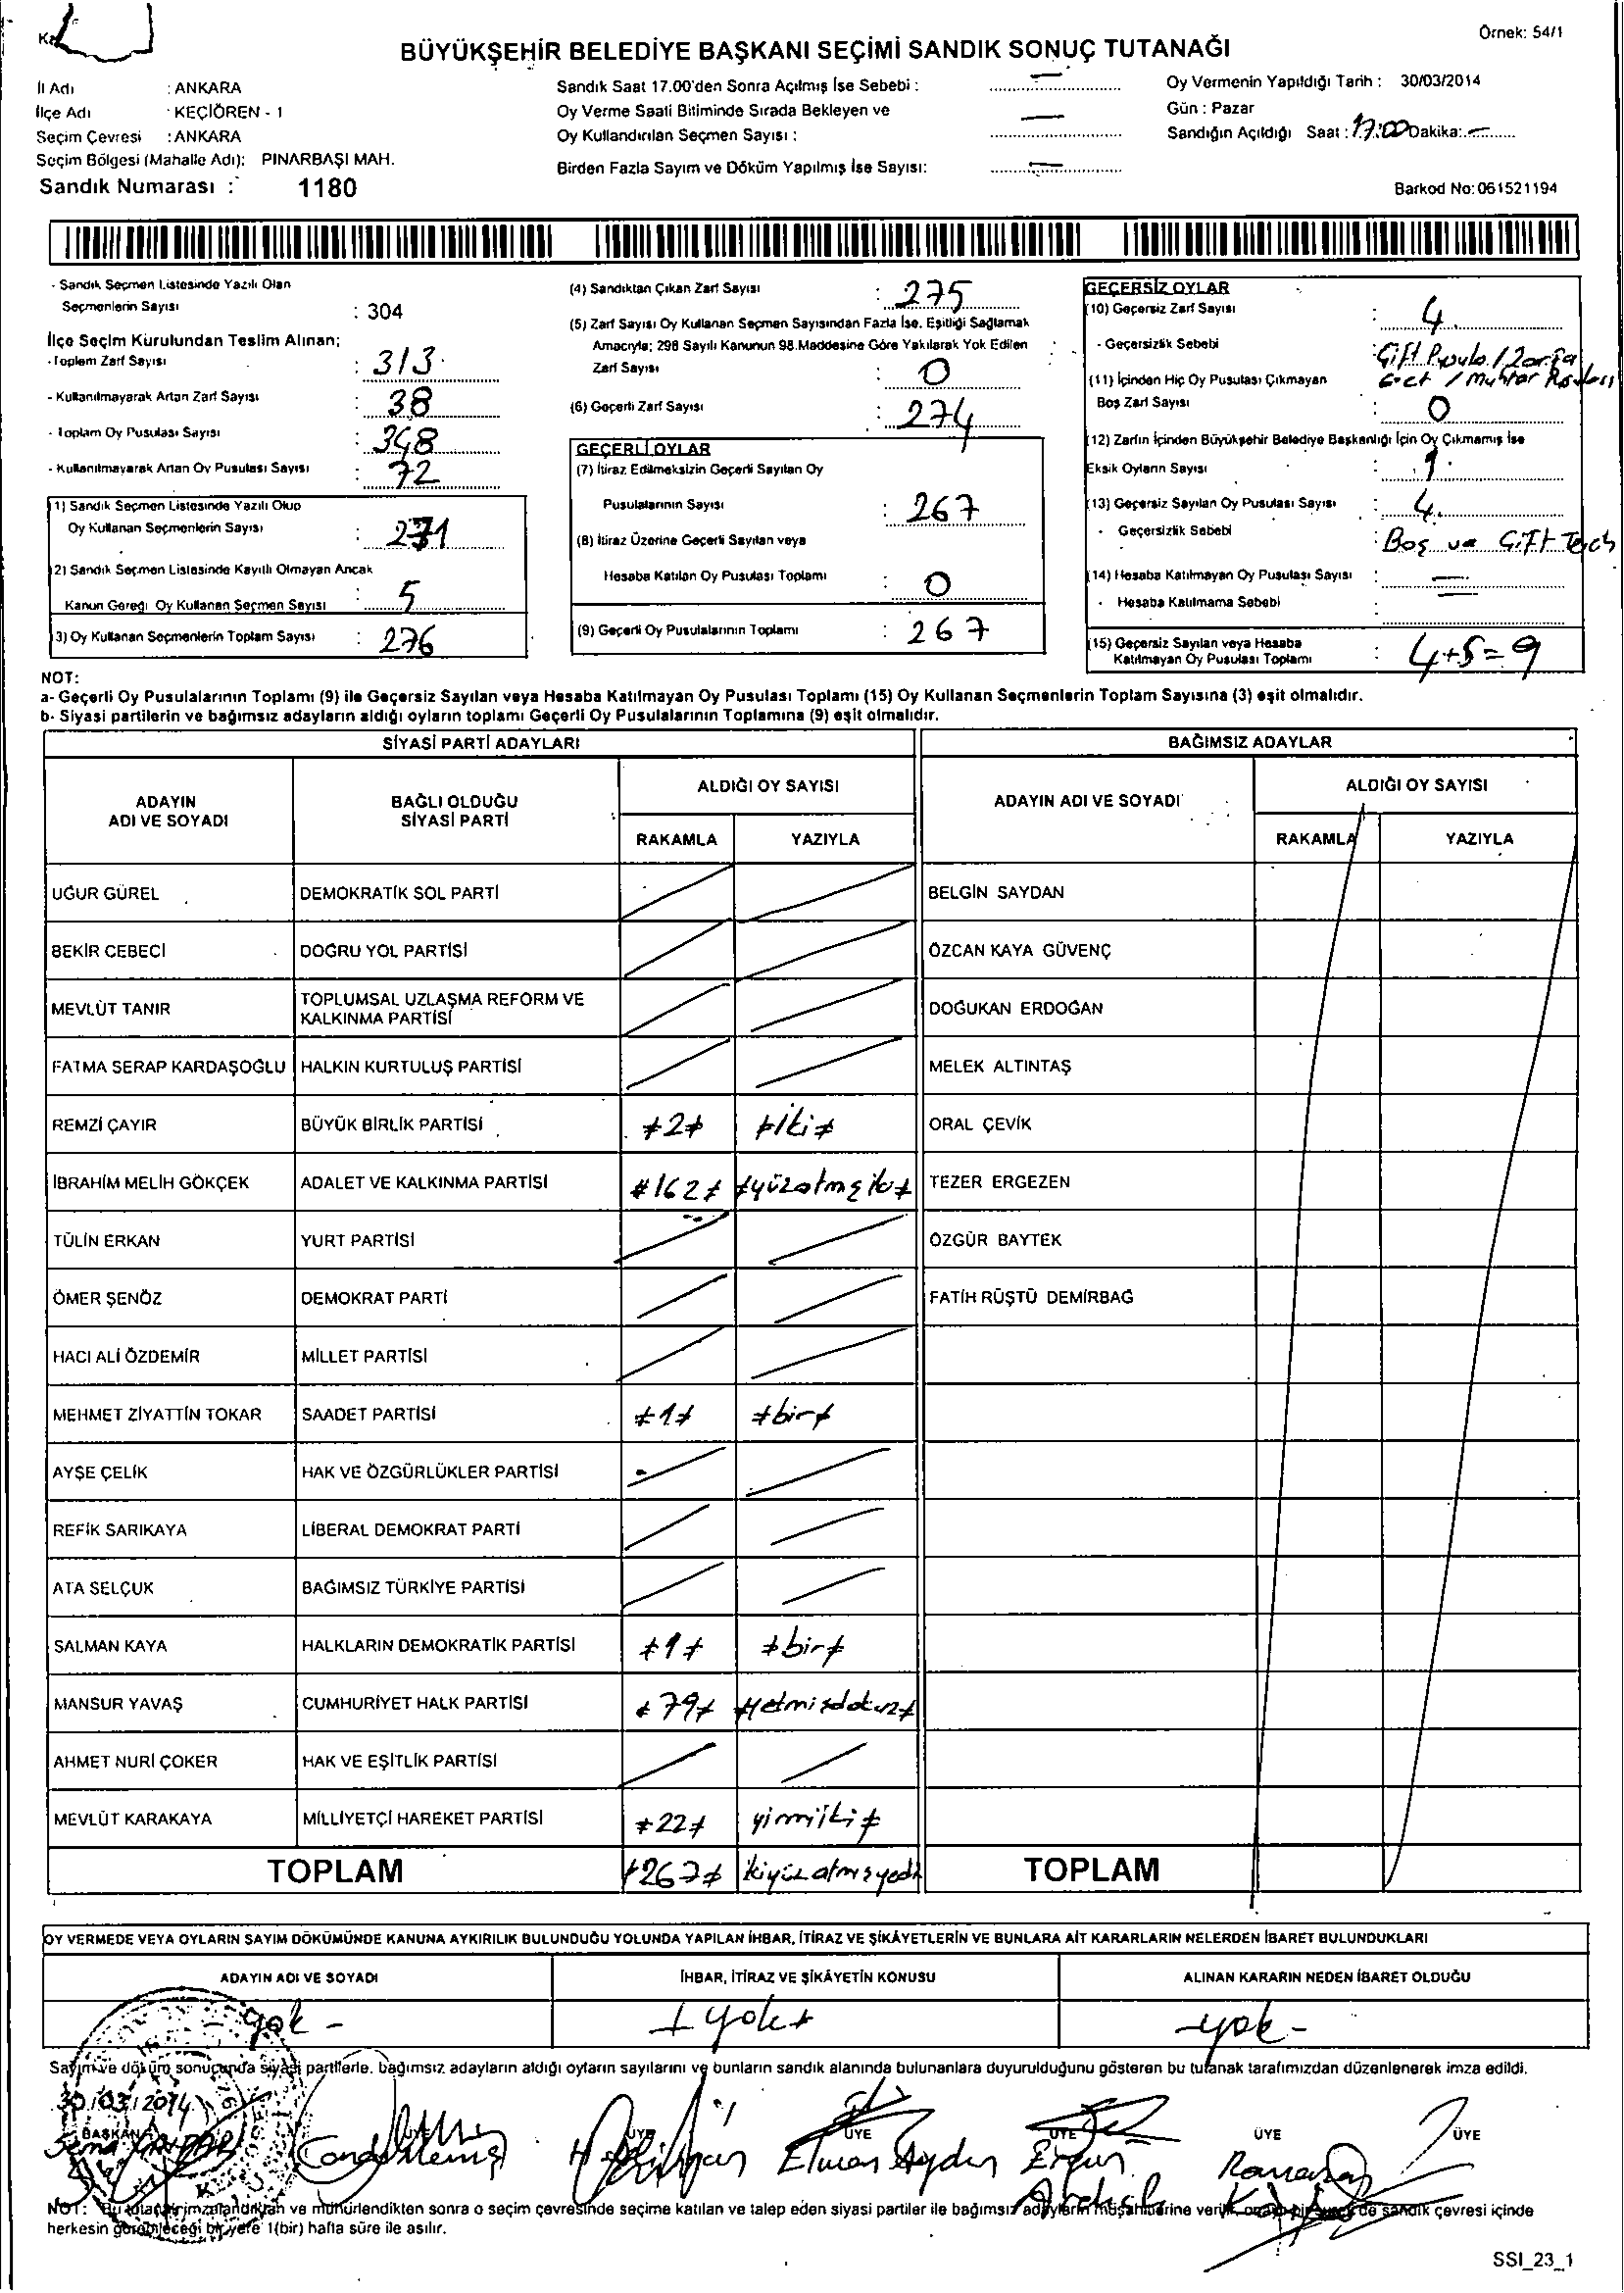 Örnek: 54/1
BÜYÜKŞEHİR BELEDİYE BAŞKANI SEÇİMİ SANDIK SONUÇ TUTANAĞI
İl Adı : ANKARA
İlçe Adı : KEÇİÖREN - 1
Seçim Çevresi : ANKARA
Seçim Bölgesi (Mahalle Adı): PINARBAŞI MAH.
Sandık Numarası : 1180
Sandık Saat 17.00'den Sonra Açılmış İse Sebebi : —
Oy Verme Saati Bitiminde Sırada Bekleyen ve
Oy Kullandırılan Seçmen Sayısı : —
Birden Fazla Sayım ve Döküm Yapılmış İse Sayısı: —
Oy Vermenin Yapıldığı Tarih : 30/03/2014
Gün : Pazar
Sandığın Açıldığı Saat : 17:00 Dakika: —
Barkod No: 061521194
- Sandık Seçmen Listesinde Yazılı Olan
Seçmenlerin Sayısı : 304
İlçe Seçim Kurulundan Teslim Alınan;
- Toplam Zarf Sayısı : 313
- Kullanılmayarak Artan Zarf Sayısı : 38
- Toplam Oy Pusulası Sayısı : 348
- Kullanılmayarak Artan Oy Pusulası Sayısı : 72
1) Sandık Seçmen Listesinde Yazılı Olup
Oy Kullanan Seçmenlerin Sayısı : 271
2) Sandık Seçmen Listesinde Kayıtlı Olmayan Ancak
Kanun Gereği Oy Kullanan Seçmen Sayısı : 5
3) Oy Kullanan Seçmenlerin Toplam Sayısı : 276
(4) Sandıktan Çıkan Zarf Sayısı : 275
(5) Zarf Sayısı Oy Kullanan Seçmen Sayısından Fazla İse, Eşitliği Sağlamak
Amacıyla; 298 Sayılı Kanunun 98.Maddesine Göre Yakılarak Yok Edilen
Zarf Sayısı : 0
(6) Geçerli Zarf Sayısı : 274
GEÇERLİ OYLAR
(7) İtiraz Edilmeksizin Geçerli Sayılan Oy
Pusulalarının Sayısı : 267
(8) İtiraz Üzerine Geçerli Sayılan veya
Hesaba Katılan Oy Pusulası Toplamı : 0
(9) Geçerli Oy Pusulalarının Toplamı : 267
GEÇERSİZ OYLAR
(10) Geçersiz Zarf Sayısı : 4
- Geçersizlik Sebebi : Çift Pusula /
/ muhtar
(11) İçinden Hiç Oy Pusulası Çıkmayan
Boş Zarf Sayısı : 0
(12) Zarfın İçinden Büyükşehir Belediye Başkanlığı İçin Oy Çıkmamış İse
Eksik Oyların Sayısı : 1
(13) Geçersiz Sayılan Oy Pusulası Sayısı : 4
- Geçersizlik Sebebi : Boş ve Çift Tercih
(14) Hesaba Katılmayan Oy Pusulası Sayısı : —
- Hesaba Katılmama Sebebi : —
(15) Geçersiz Sayılan veya Hesaba
Katılmayan Oy Pusulası Toplamı : 4+5=9
NOT:
a- Geçerli Oy Pusulalarının Toplamı (9) ile Geçersiz Sayılan veya Hesaba Katılmayan Oy Pusulası Toplamı (15) Oy Kullanan Seçmenlerin Toplam Sayısına (3) eşit olmalıdır.
b- Siyasi partilerin ve bağımsız adayların aldığı oyların toplamı Geçerli Oy Pusulalarının Toplamına (9) eşit olmalıdır.
SİYASİ PARTİ ADAYLARI BAĞIMSIZ ADAYLAR
ADAYIN ADI VE SOYADI BAĞLI OLDUĞU SİYASİ PARTİ ALDIĞI OY SAYISI ADAYIN ADI VE SOYADI ALDIĞI OY SAYISI
RAKAMLA YAZIYLA RAKAMLA YAZIYLA
UĞUR GÜREL DEMOKRATİK SOL PARTİ BELGİN SAYDAN
BEKİR CEBECİ DOĞRU YOL PARTİSİ ÖZCAN KAYA GÜVENÇ
MEVLÜT TANIR TOPLUMSAL UZLAŞMA REFORM VE KALKINMA PARTİSİ DOĞUKAN ERDOĞAN
FATMA SERAP KARDAŞOĞLU HALKIN KURTULUŞ PARTİSİ MELEK ALTINTAŞ
REMZİ ÇAYIR BÜYÜK BİRLİK PARTİSİ ≠2≠ ≠iki≠ ORAL ÇEVİK
İBRAHİM MELİH GÖKÇEK ADALET VE KALKINMA PARTİSİ ≠162≠ ≠yüzatmışiki≠ TEZER ERGEZEN
TÜLİN ERKAN YURT PARTİSİ ÖZGÜR BAYTEK
ÖMER ŞENÖZ DEMOKRAT PARTİ FATİH RÜŞTÜ DEMİRBAĞ
HACI ALİ ÖZDEMİR MİLLET PARTİSİ
MEHMET ZİYATTİN TOKAR SAADET PARTİSİ ≠1≠ ≠bir≠
AYŞE ÇELİK HAK VE ÖZGÜRLÜKLER PARTİSİ
REFİK SARIKAYA LİBERAL DEMOKRAT PARTİ
ATA SELÇUK BAĞIMSIZ TÜRKİYE PARTİSİ
SALMAN KAYA HALKLARIN DEMOKRATİK PARTİSİ ≠1≠ ≠bir≠
MANSUR YAVAŞ CUMHURİYET HALK PARTİSİ ≠79≠ ≠yetmişdokuz≠
AHMET NURİ ÇOKER HAK VE EŞİTLİK PARTİSİ
MEVLÜT KARAKAYA MİLLİYETÇİ HAREKET PARTİSİ ≠22≠ yirmiiki≠
TOPLAM ≠267≠ ikiyüzatmışyedi TOPLAM
OY VERMEDE VEYA OYLARIN SAYIM DÖKÜMÜNDE KANUNA AYKIRILIK BULUNDUĞU YOLUNDA YAPILAN İHBAR, İTİRAZ VE ŞİKÂYETLERİN VE BUNLARA AİT KARARLARIN NELERDEN İBARET BULUNDUKLARI
ADAYIN ADI VE SOYADI İHBAR, İTİRAZ VE ŞİKÂYETİN KONUSU ALINAN KARARIN NEDEN İBARET OLDUĞU
yok - yok -yok-
Sayım ve döküm sonucunda siyasi partilerle, bağımsız adayların aldığı oyların sayılarını ve bunların sandık alanında bulunanlara duyurulduğunu gösteren bu tutanak tarafımızdan düzenlenerek imza edildi.
30/03/2014
BAŞKAN ÜYE ÜYE ÜYE ÜYE ÜYE ÜYE
Elwan Aydın Ergün Ramazan
NOT: Bu tutanak imzalandıktan ve mühürlendikten sonra o seçim çevresinde seçime katılan ve talep eden siyasi partiler ile bağımsız adayların müşahitlerine sandık çevresi içinde
herkesin görebileceği bir yere 1(bir) hafta süre ile asılır.
SSI_23_1